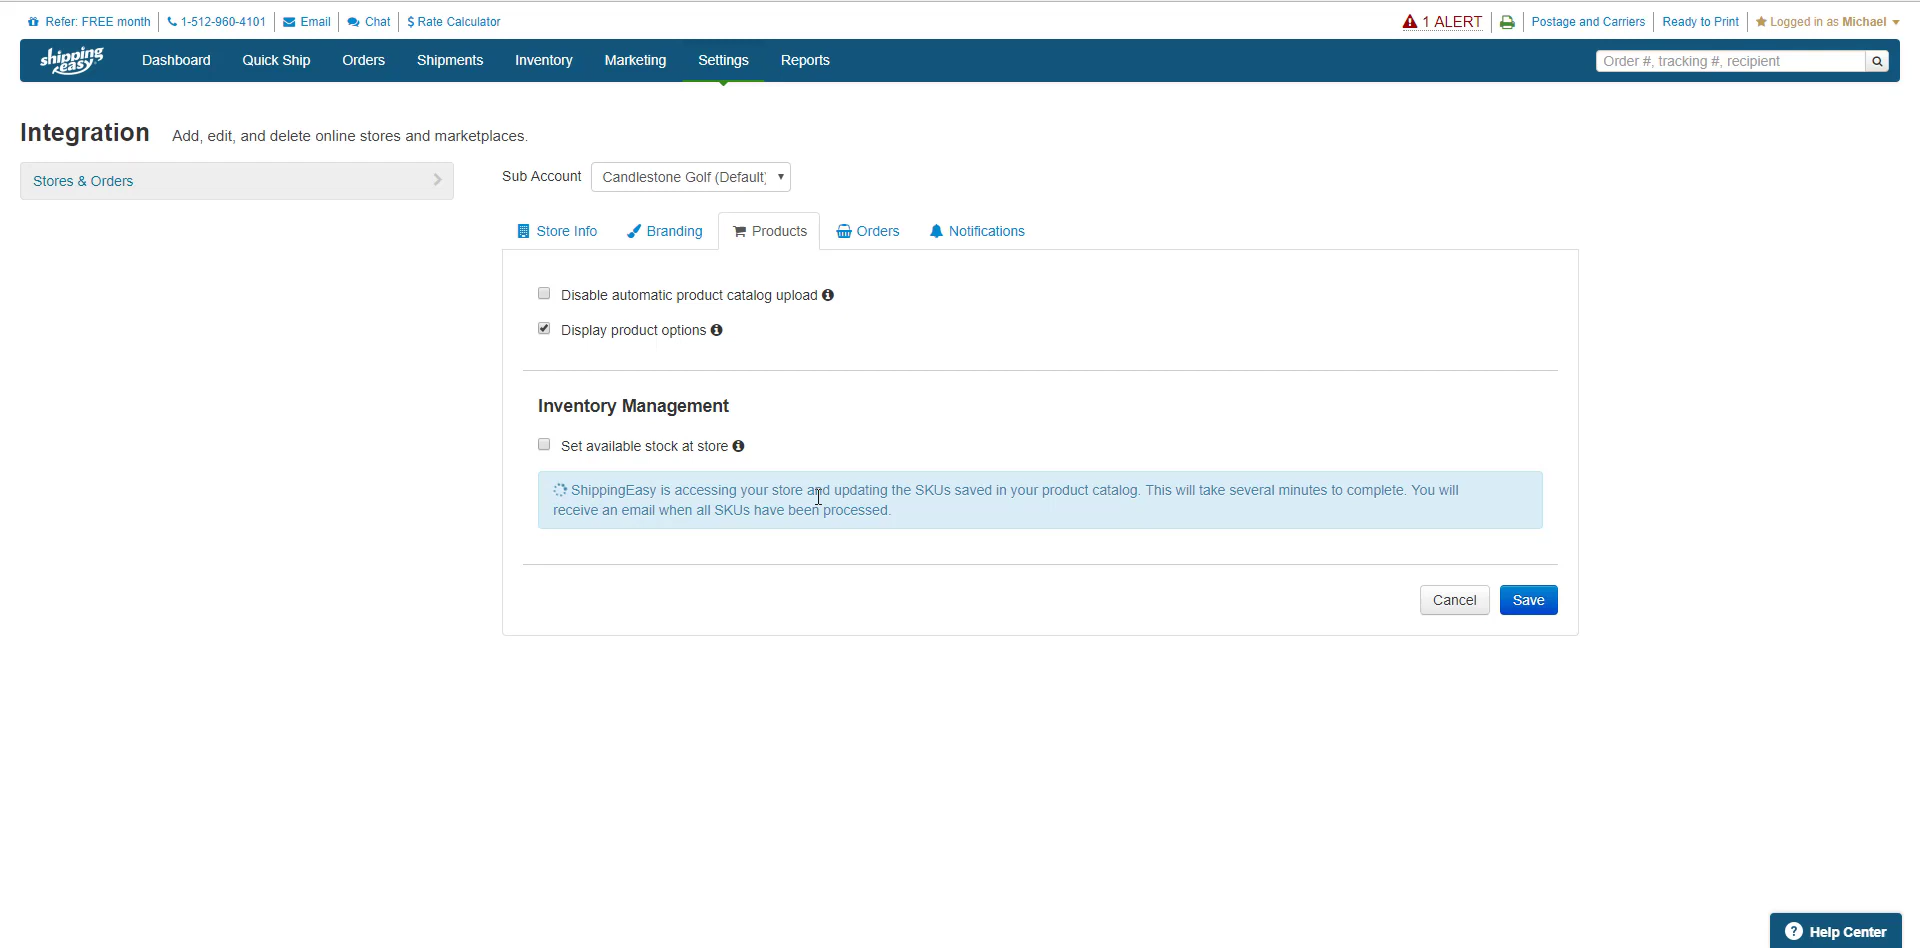 Refer: FREE month 1-512-960-4101 Email Chat $ Rate Calculator 1 ALERT Postage and Carriers Ready to Print Logged in as Michael
shipping easy Dashboard Quick Ship Orders Shipments Inventory Marketing Settings Reports Order #, tracking #, recipient
Integration Add, edit, and delete online stores and marketplaces.
Stores & Orders
Sub Account Candlestone Golf (Default)
Store Info Branding Products Orders Notifications
Disable automatic product catalog upload
Display product options
Inventory Management
Set available stock at store
ShippingEasy is accessing your store and updating the SKUs saved in your product catalog. This will take several minutes to complete. You will
receive an email when all SKUs have been processed.
Cancel Save
? Help Center